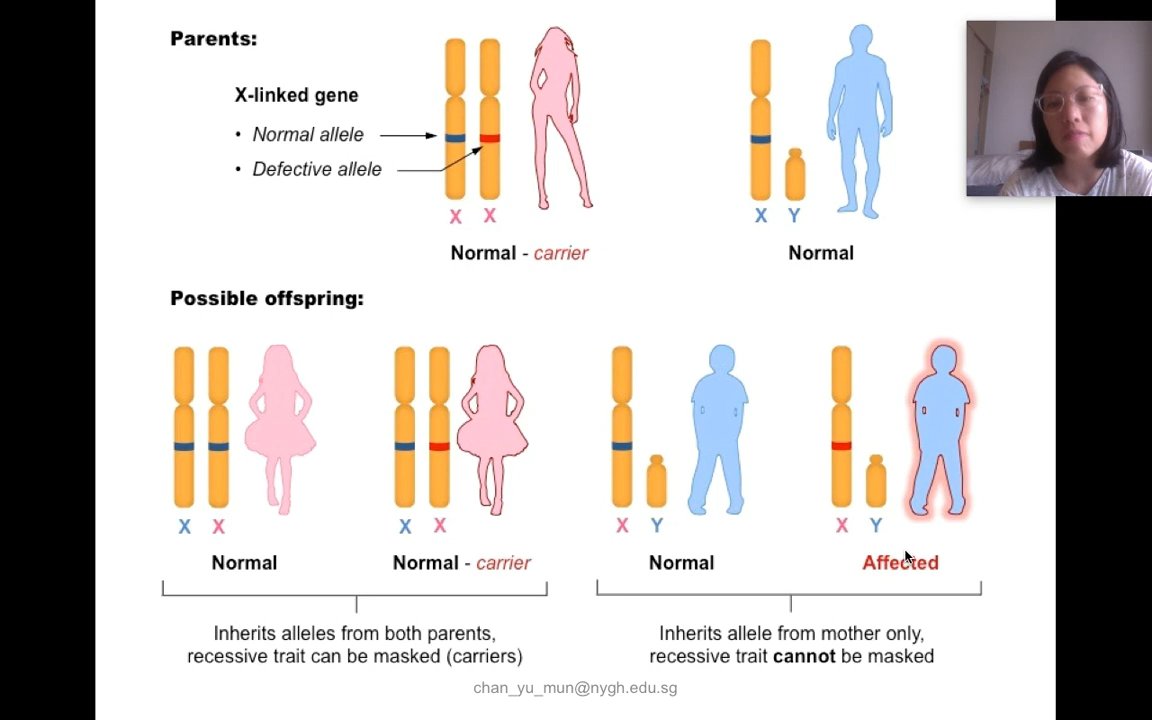 Parents:
X-linked gene
• Normal allele
• Defective allele
X X
X Y
Normal - carrier
Normal
Possible offspring:
X X
X X
X Y
X Y
Normal
Normal - carrier
Normal
Affected
Inherits alleles from both parents,
recessive trait can be masked (carriers)
Inherits allele from mother only,
recessive trait cannot be masked
chan_yu_mun@nygh.edu.sg